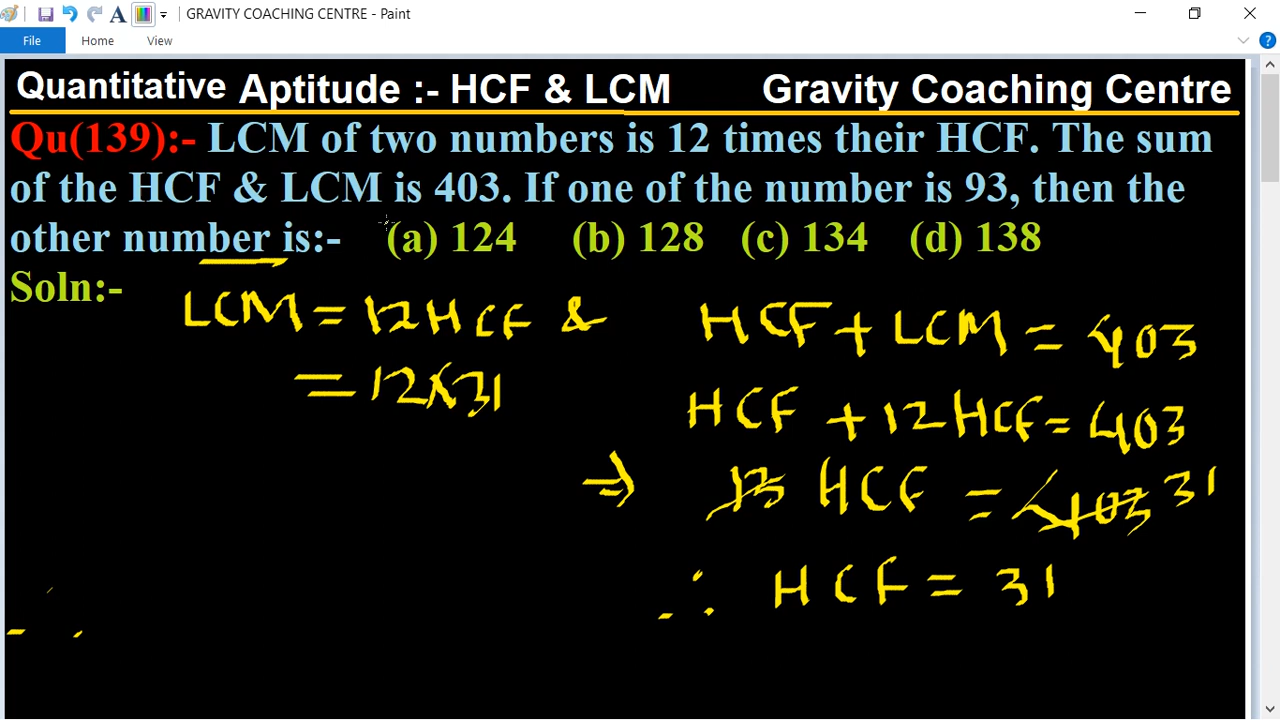 GRAVITY COACHING CENTRE - Paint
File Home View
Quantitative Aptitude :- HCF & LCM Gravity Coaching Centre
Qu(139):- LCM of two numbers is 12 times their HCF. The sum
of the HCF & LCM is 403. If one of the number is 93, then the
other number is:- (a) 124 (b) 128 (c) 134 (d) 138
Soln:-
LCM = 12HCF & HCF + LCM = 403
= 12×31 HCF + 12HCF = 403
⇒ 13 HCF = 403 31
∴ HCF = 31